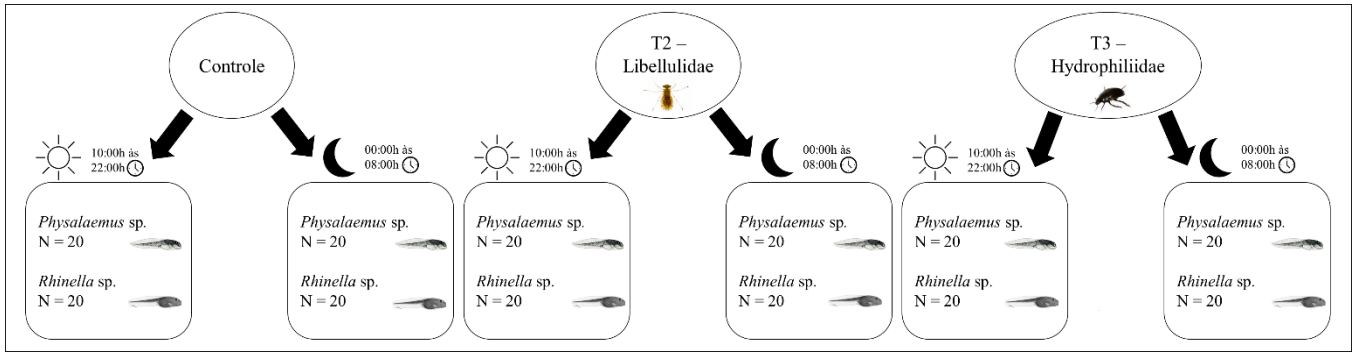 Controle
10:00h às
22:00h
00:00h às
08:00h
Physalaemus sp.
N = 20
Rhinella sp.
N = 20
Physalaemus sp.
N = 20
Rhinella sp.
N = 20
T2 –
Libellulidae
10:00h às
22:00h
00:00h às
08:00h
Physalaemus sp.
N = 20
Rhinella sp.
N = 20
Physalaemus sp.
N = 20
Rhinella sp.
N = 20
T3 –
Hydrophiliidae
10:00h às
22:00h
00:00h às
08:00h
Physalaemus sp.
N = 20
Rhinella sp.
N = 20
Physalaemus sp.
N = 20
Rhinella sp.
N = 20